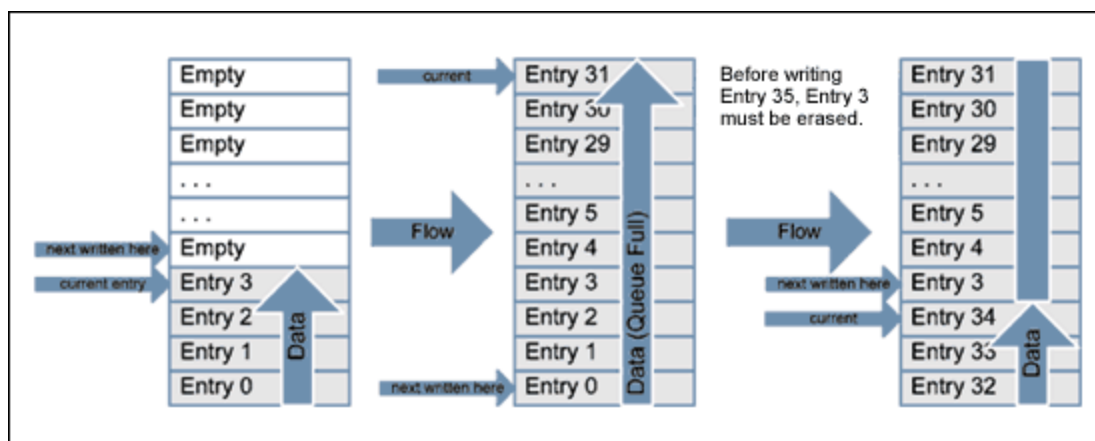 Empty
Empty
Empty
. . .
. . .
next written here
Empty
current entry
Entry 3
Entry 2
Entry 1
Entry 0
Data
Flow
current
Entry 31
Entry 30
Entry 29
. . .
Entry 5
Entry 4
Entry 3
Entry 2
Entry 1
next written here
Entry 0
Data (Queue Full)
Before writing
Entry 35, Entry 3
must be erased.
Flow
Entry 31
Entry 30
Entry 29
. . .
Entry 5
Entry 4
next written here
Entry 3
current
Entry 34
Entry 33
Entry 32
Data